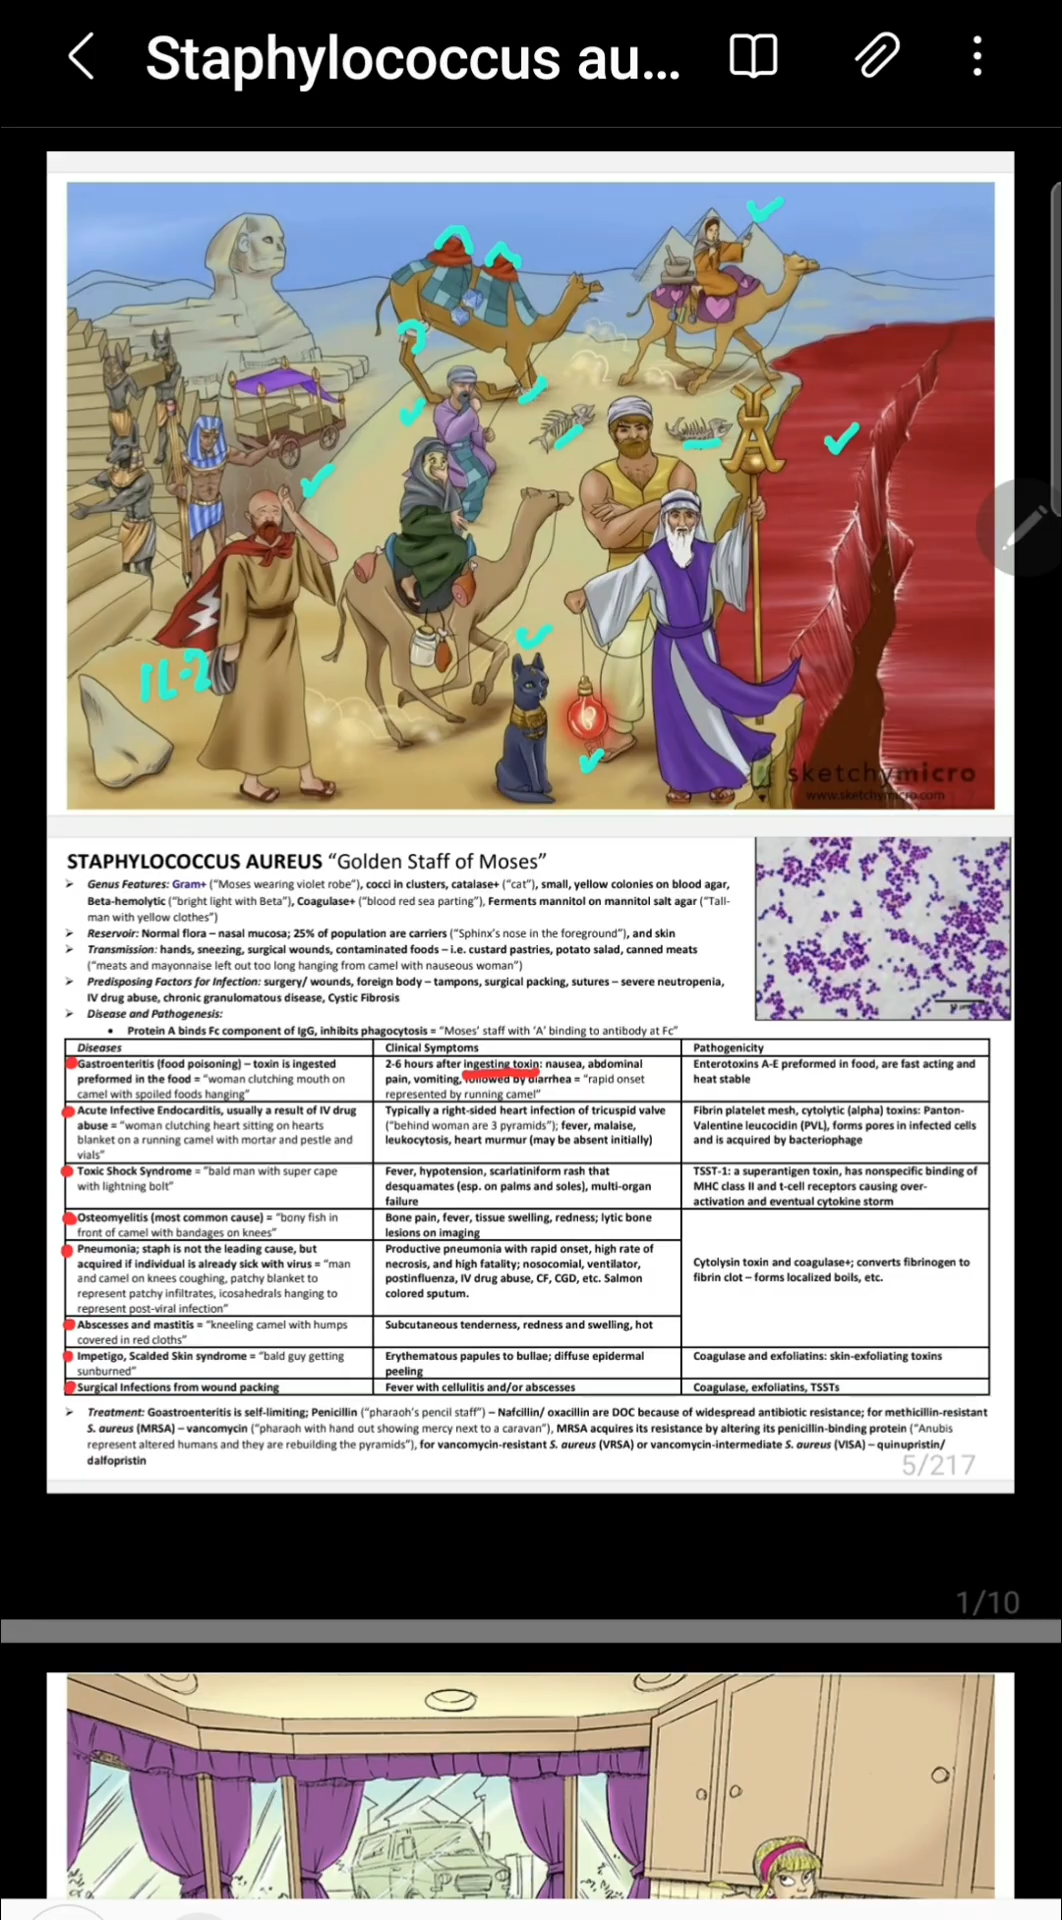 Staphylococcus au...
A
IL-2
β
sketchymicro
www.sketchymicro.com
STAPHYLOCOCCUS AUREUS “Golden Staff of Moses”
➢ Genus Features: Gram+ (“Moses wearing violet robe”), cocci in clusters, catalase+ (“cat”), small, yellow colonies on blood agar,
Beta-hemolytic (“bright light with Beta”), Coagulase+ (“blood red sea parting”), Ferments mannitol on mannitol salt agar (“Tall-
man with yellow clothes”)
➢ Reservoir: Normal flora – nasal mucosa; 25% of population are carriers (“Sphinx’s nose in the foreground”), and skin
➢ Transmission: hands, sneezing, surgical wounds, contaminated foods – i.e. custard pastries, potato salad, canned meats
(“meats and mayonnaise left out too long hanging from camel with nauseous woman”)
➢ Predisposing Factors for Infection: surgery/ wounds, foreign body – tampons, surgical packing, sutures – severe neutropenia,
IV drug abuse, chronic granulomatous disease, Cystic Fibrosis
➢ Disease and Pathogenesis:
• Protein A binds Fc component of IgG, inhibits phagocytosis = “Moses’ staff with ‘A’ binding to antibody at Fc”
Diseases Clinical Symptoms Pathogenicity
Gastroenteritis (food poisoning) – toxin is ingested
preformed in the food = “woman clutching mouth on
camel with spoiled foods hanging”
2-6 hours after ingesting toxin: nausea, abdominal
pain, vomiting, followed by diarrhea = “rapid onset
represented by running camel”
Enterotoxins A-E preformed in food, are fast acting and
heat stable
Acute Infective Endocarditis, usually a result of IV drug
abuse = “woman clutching heart sitting on hearts
blanket on a running camel with mortar and pestle and
vials”
Typically a right-sided heart infection of tricuspid valve
(“behind woman are 3 pyramids”); fever, malaise,
leukocytosis, heart murmur (may be absent initially)
Fibrin platelet mesh, cytolytic (alpha) toxins: Panton-
Valentine leucocidin (PVL), forms pores in infected cells
and is acquired by bacteriophage
Toxic Shock Syndrome = “bald man with super cape
with lightning bolt”
Fever, hypotension, scarlatiniform rash that
desquamates (esp. on palms and soles), multi-organ
failure
TSST-1: a superantigen toxin, has nonspecific binding of
MHC class II and t-cell receptors causing over-
activation and eventual cytokine storm
Osteomyelitis (most common cause) = “bony fish in
front of camel with bandages on knees”
Bone pain, fever, tissue swelling, redness; lytic bone
lesions on imaging
Pneumonia; staph is not the leading cause, but
acquired if individual is already sick with virus = “man
and camel on knees coughing, patchy blanket to
represent patchy infiltrates, icosahedrals hanging to
represent post-viral infection”
Productive pneumonia with rapid onset, high rate of
necrosis, and high fatality; nosocomial, ventilator,
postinfluenza, IV drug abuse, CF, CGD, etc. Salmon
colored sputum.
Cytolysin toxin and coagulase+; converts fibrinogen to
fibrin clot – forms localized boils, etc.
Abscesses and mastitis = “kneeling camel with humps
covered in red cloths”
Subcutaneous tenderness, redness and swelling, hot
Impetigo, Scalded Skin syndrome = “bald guy getting
sunburned”
Erythematous papules to bullae; diffuse epidermal
peeling
Coagulase and exfoliatins: skin-exfoliating toxins
Surgical Infections from wound packing
Fever with cellulitis and/or abscesses
Coagulase, exfoliatins, TSSTs
➢ Treatment: Goastroenteritis is self-limiting; Penicillin (“pharaoh’s pencil staff”) – Nafcillin/ oxacillin are DOC because of widespread antibiotic resistance; for methicillin-resistant
S. aureus (MRSA) – vancomycin (“pharaoh with hand out showing mercy next to a caravan”), MRSA acquires its resistance by altering its penicillin-binding protein (“Anubis
represent altered humans and they are rebuilding the pyramids”), for vancomycin-resistant S. aureus (VRSA) or vancomycin-intermediate S. aureus (VISA) – quinupristin/
dalfopristin
5/217
1/10